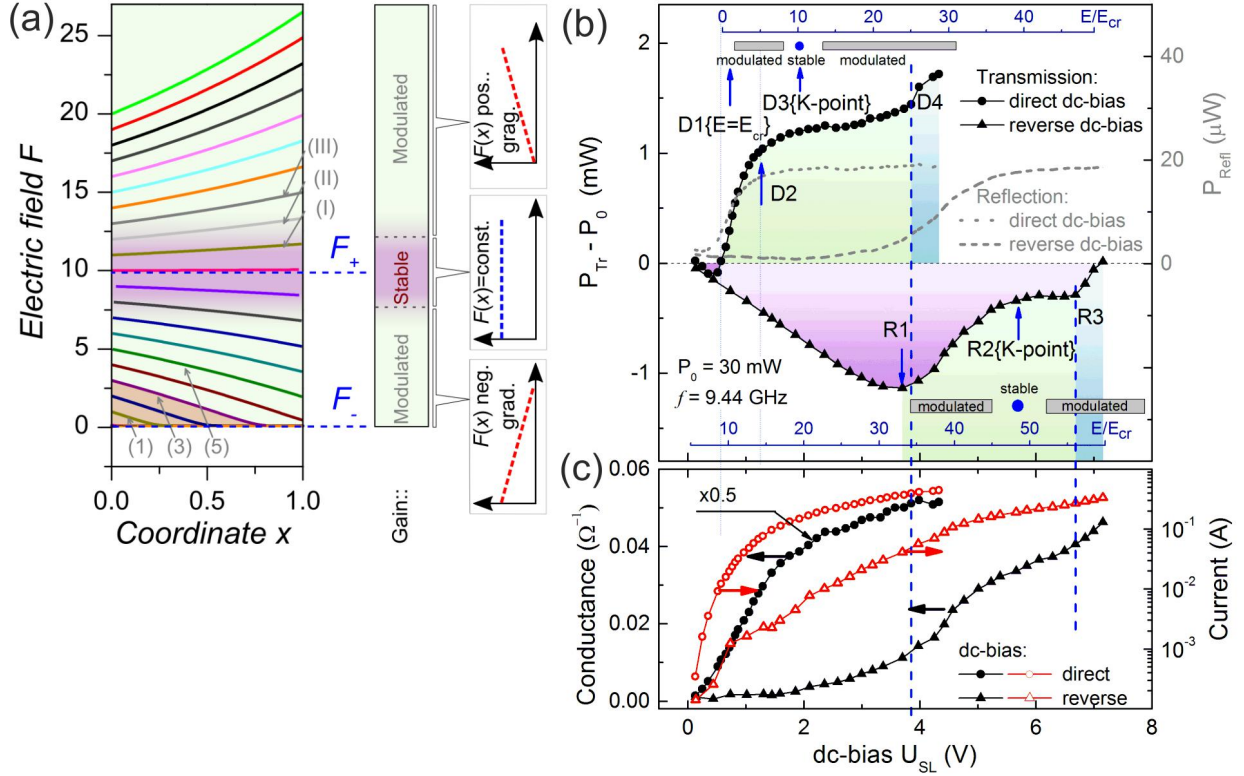 (a)
Electric field F
25
20
15
10
5
0
(III)
(II)
(I)
F+
F-
(1)
(3)
(5)
0.0
0.5
1.0
Coordinate x
Modulated
Stable
Modulated
Gain::
F(x) pos..
grag.
F(x)=const.
F(x) neg.
grad.
(b)
0
10
20
30
40
E/Ecr
modulated
stable
modulated
2
1
0
-1
PTr - P0 (mW)
40
20
0
PRefl (μW)
Transmission:
direct dc-bias
reverse dc-bias
D1{E=Ecr}
D2
D3{K-point}
D4
Reflection:
direct dc-bias
reverse dc-bias
R1
R2{K-point}
R3
P0 = 30 mW
f = 9.44 GHz
stable
modulated
modulated
10
20
30
40
50
E/Ecr
(c)
0.06
0.04
0.02
0.00
Conductance (Ω-1)
x0.5
10-1
10-2
10-3
Current (A)
dc-bias:
direct
reverse
0
2
4
6
8
dc-bias USL (V)